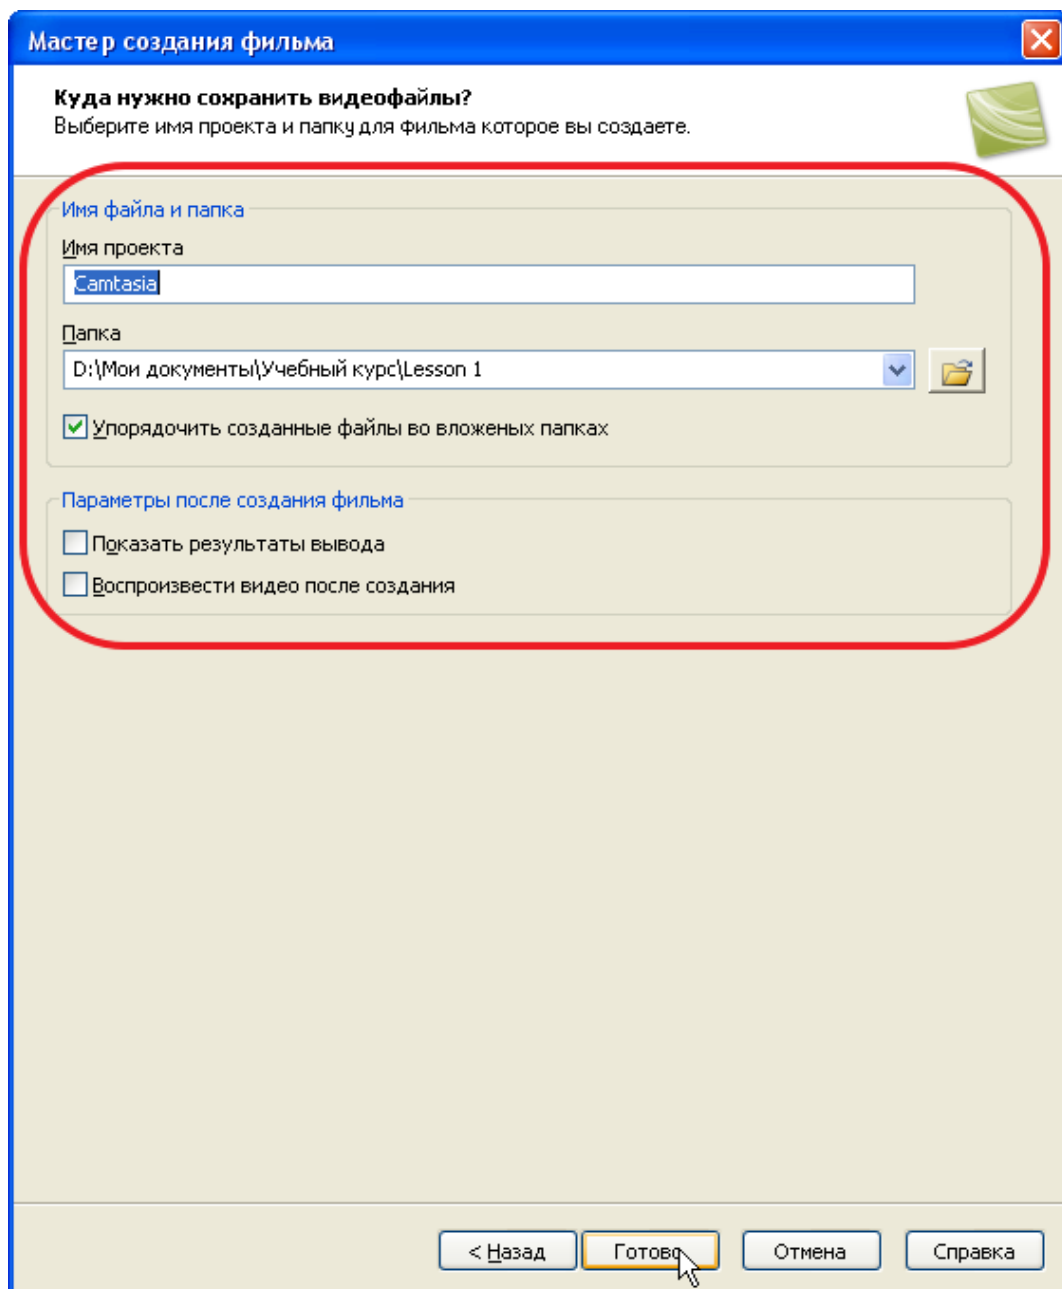 Мастер создания фильма
Куда нужно сохранить видеофайлы?
Выберите имя проекта и папку для фильма которое вы создаете.
Имя файла и папка
Имя проекта
Camtasia
Папка
D:\Мои документы\Учебный курс\Lesson 1
Упорядочить созданные файлы во вложеных папках
Параметры после создания фильма
Показать результаты вывода
Воспроизвести видео после создания
< Назад
Готово
Отмена
Справка